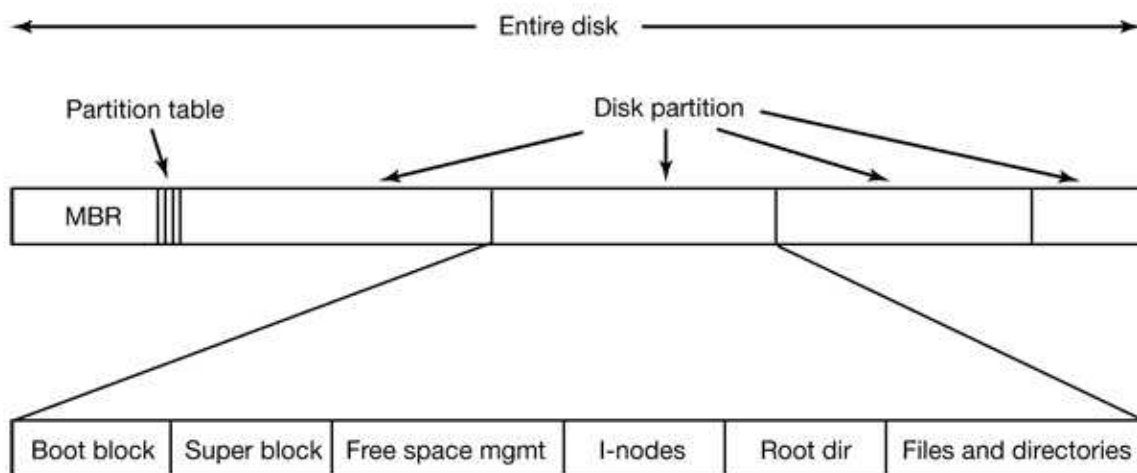 Entire disk
Partition table
Disk partition
MBR
Boot block
Super block
Free space mgmt
I-nodes
Root dir
Files and directories